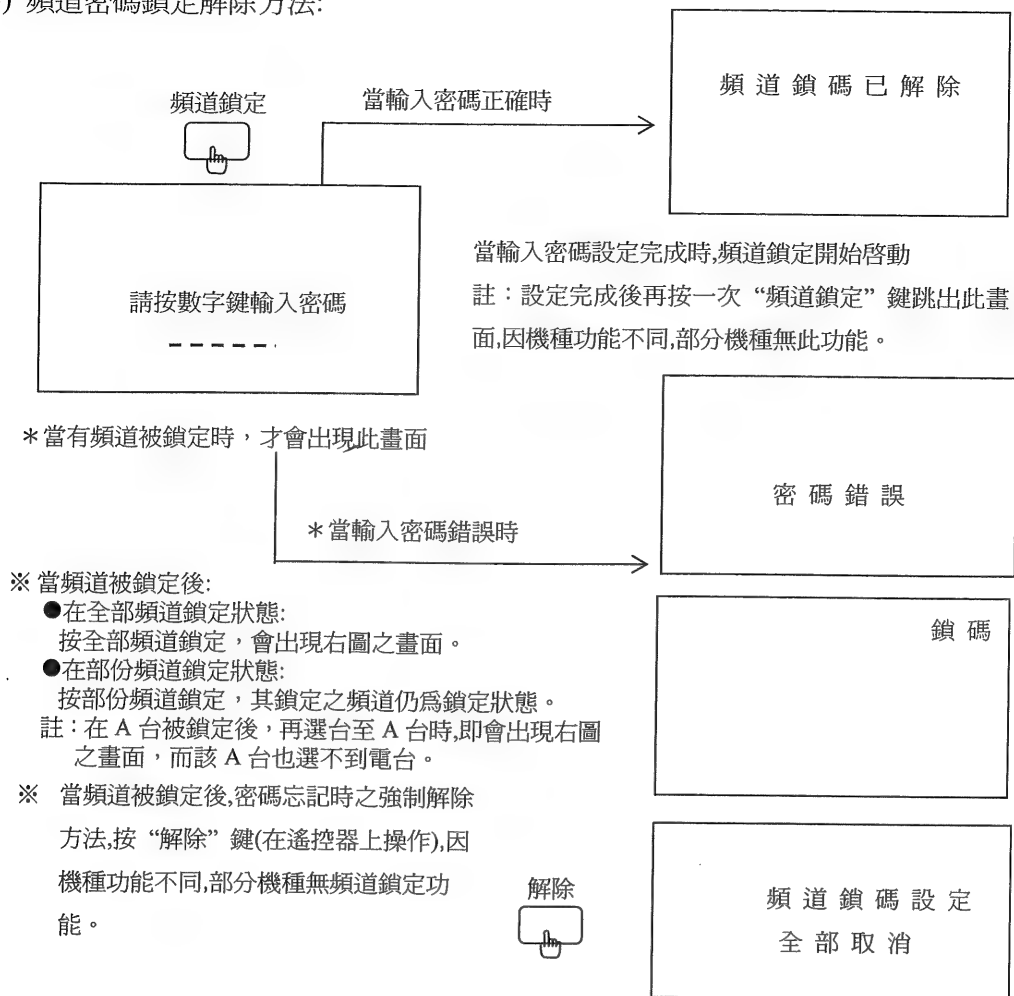 ) 頻道密碼鎖定解除方法:
頻道鎖定
當輸入密碼正確時
頻道鎖碼已解除
請按數字鍵輸入密碼
當輸入密碼設定完成時,頻道鎖定開始啓動
註：設定完成後再按一次“頻道鎖定”鍵跳出此畫
面,因機種功能不同,部分機種無此功能。
＊當有頻道被鎖定時，才會出現此畫面
＊當輸入密碼錯誤時
密碼錯誤
※當頻道被鎖定後:
●在全部頻道鎖定狀態:
按全部頻道鎖定，會出現右圖之畫面。
●在部份頻道鎖定狀態:
按部份頻道鎖定，其鎖定之頻道仍爲鎖定狀態。
註：在 A 台被鎖定後，再選台至 A 台時,即會出現右圖
之畫面，而該 A 台也選不到電台。
鎖碼
※ 當頻道被鎖定後,密碼忘記時之強制解除
方法,按“解除”鍵(在遙控器上操作),因
機種功能不同,部分機種無頻道鎖定功
能。
解除
頻道鎖碼設定
全部取消